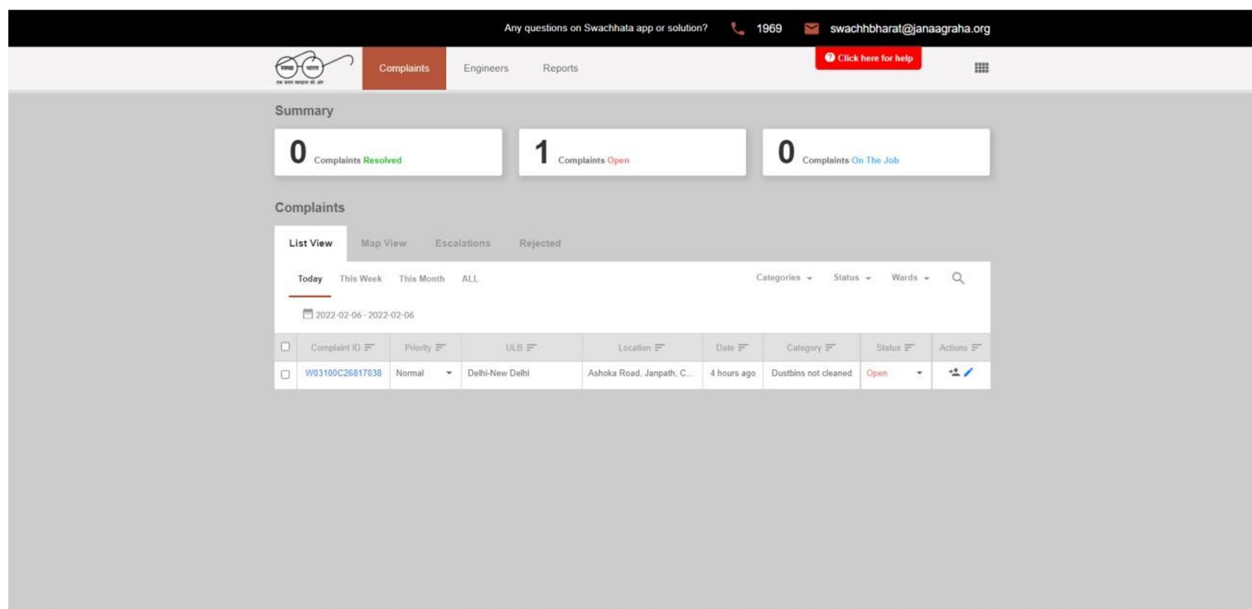 Any questions on Swachhata app or solution? 1969 swachhbharat@janaagraha.org
Complaints Engineers Reports Click here for help
Summary
0 Complaints Resolved 1 Complaints Open 0 Complaints On The Job
Complaints
List View Map View Escalations Rejected
Today This Week This Month ALL Categories Status Wards
2022-02-06 - 2022-02-06
Complaint ID Priority ULB Location Date Category Status Actions
W03100C26817038 Normal Delhi-New Delhi Ashoka Road, Janpath, C... 4 hours ago Dustbins not cleaned Open